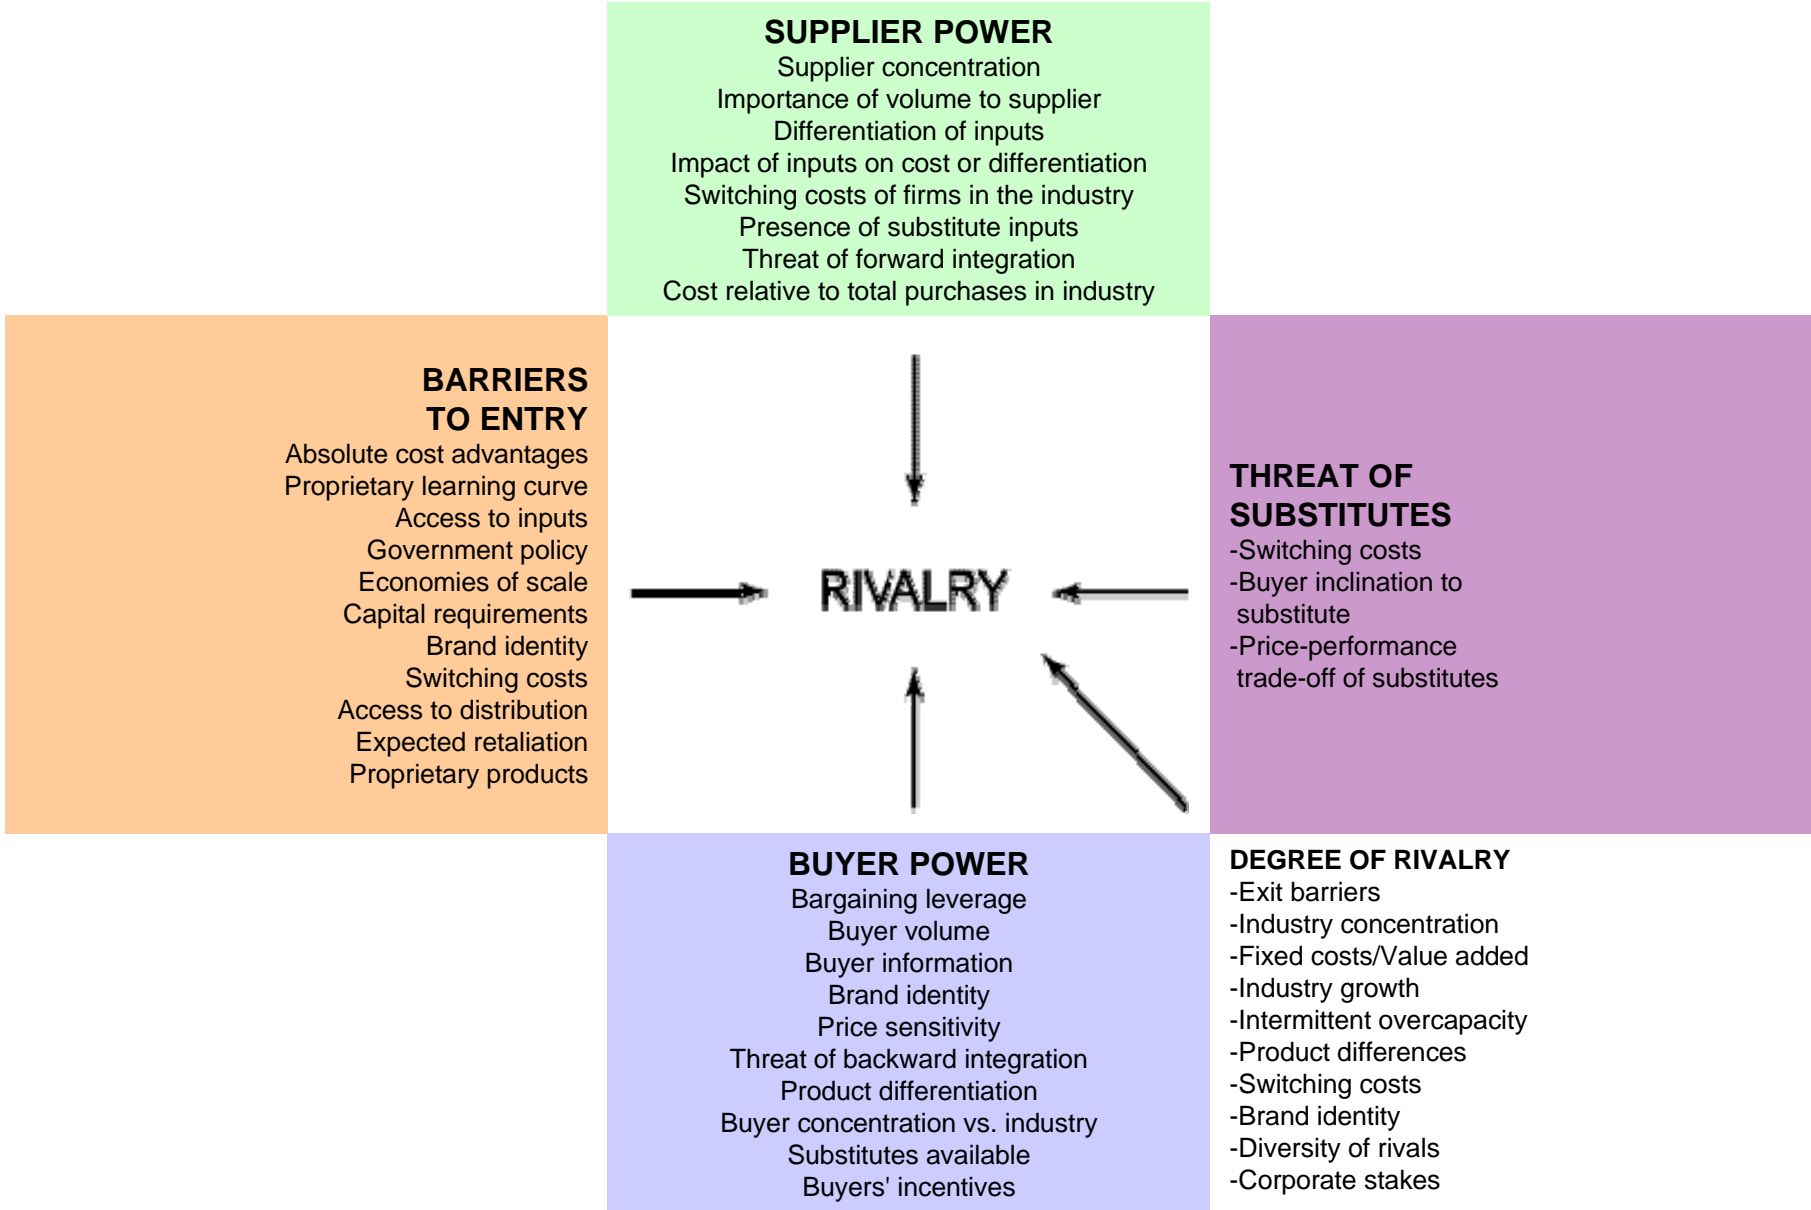 SUPPLIER POWER
Supplier concentration
Importance of volume to supplier
Differentiation of inputs
Impact of inputs on cost or differentiation
Switching costs of firms in the industry
Presence of substitute inputs
Threat of forward integration
Cost relative to total purchases in industry
BARRIERS
TO ENTRY
Absolute cost advantages
Proprietary learning curve
Access to inputs
Government policy
Economies of scale
Capital requirements
Brand identity
Switching costs
Access to distribution
Expected retaliation
Proprietary products
RIVALRY
THREAT OF
SUBSTITUTES
-Switching costs
-Buyer inclination to
substitute
-Price-performance
trade-off of substitutes
BUYER POWER
Bargaining leverage
Buyer volume
Buyer information
Brand identity
Price sensitivity
Threat of backward integration
Product differentiation
Buyer concentration vs. industry
Substitutes available
Buyers' incentives
DEGREE OF RIVALRY
-Exit barriers
-Industry concentration
-Fixed costs/Value added
-Industry growth
-Intermittent overcapacity
-Product differences
-Switching costs
-Brand identity
-Diversity of rivals
-Corporate stakes